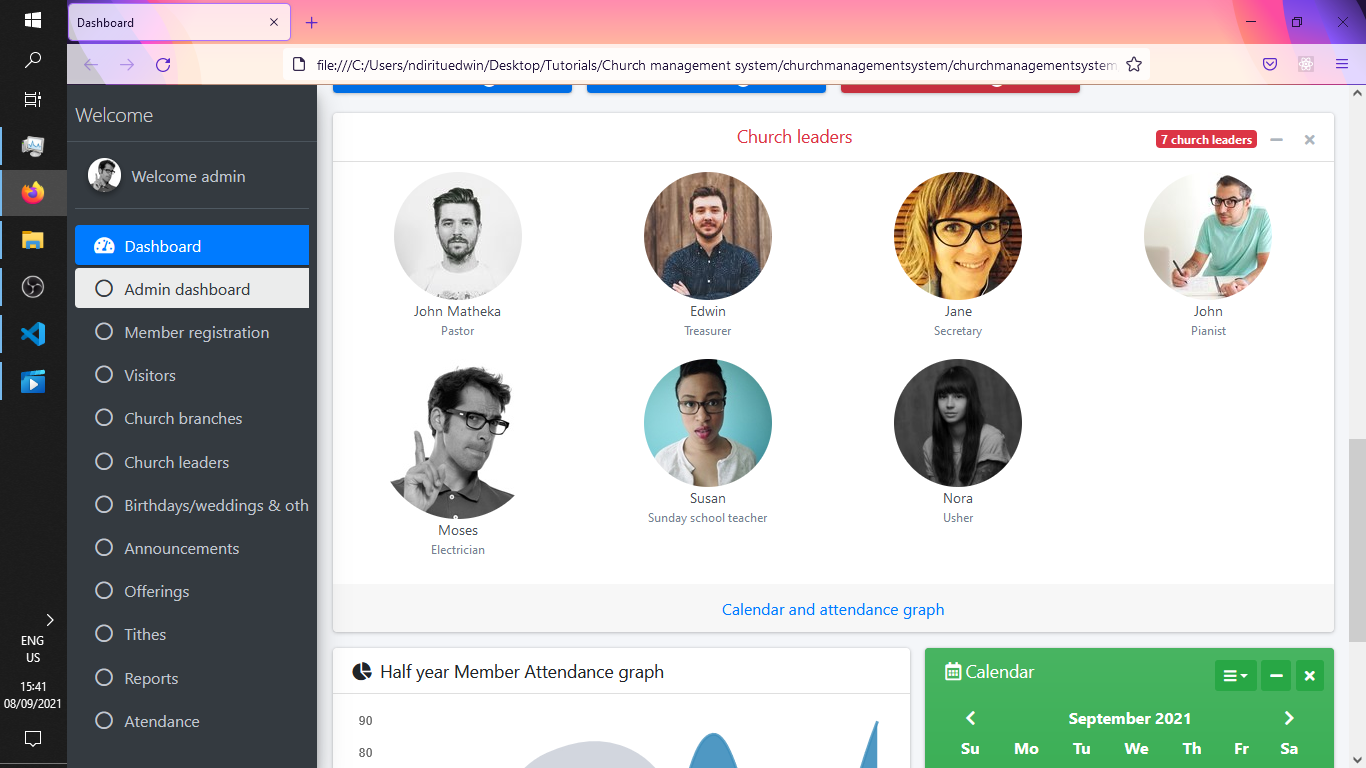 Dashboard
file:///C:/Users/ndirituedwin/Desktop/Tutorials/Church management system/churchmanagementsystem/churchmanagementsystem
Welcome
Welcome admin
Dashboard
Admin dashboard
Member registration
Visitors
Church branches
Church leaders
Birthdays/weddings & oth
Announcements
Offerings
Tithes
Reports
Atendance
ENG
US
15:41
08/09/2021
Church leaders
7 church leaders
John Matheka
Pastor
Edwin
Treasurer
Jane
Secretary
John
Pianist
Moses
Electrician
Susan
Sunday school teacher
Nora
Usher
Calendar and attendance graph
Half year Member Attendance graph
90
80
Calendar
September 2021
Su Mo Tu We Th Fr Sa